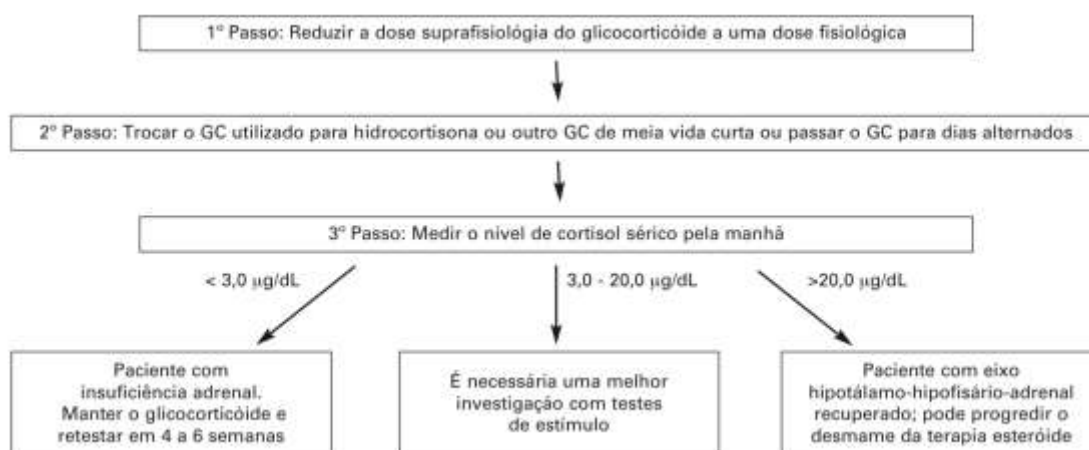 1º Passo: Reduzir a dose suprafisiológia do glicocorticóide a uma dose fisiológica
2º Passo: Trocar o GC utilizado para hidrocortisona ou outro GC de meia vida curta ou passar o GC para dias alternados
3º Passo: Medir o nível de cortisol sérico pela manhã
< 3,0 µg/dL
3,0 - 20,0 µg/dL
>20,0 µg/dL
Paciente com
insuficiência adrenal.
Manter o glicocorticóide e
retestar em 4 a 6 semanas
É necessária uma melhor
investigação com testes
de estímulo
Paciente com eixo
hipotálamo-hipofisário-adrenal
recuperado; pode progredir o
desmame da terapia esteróide